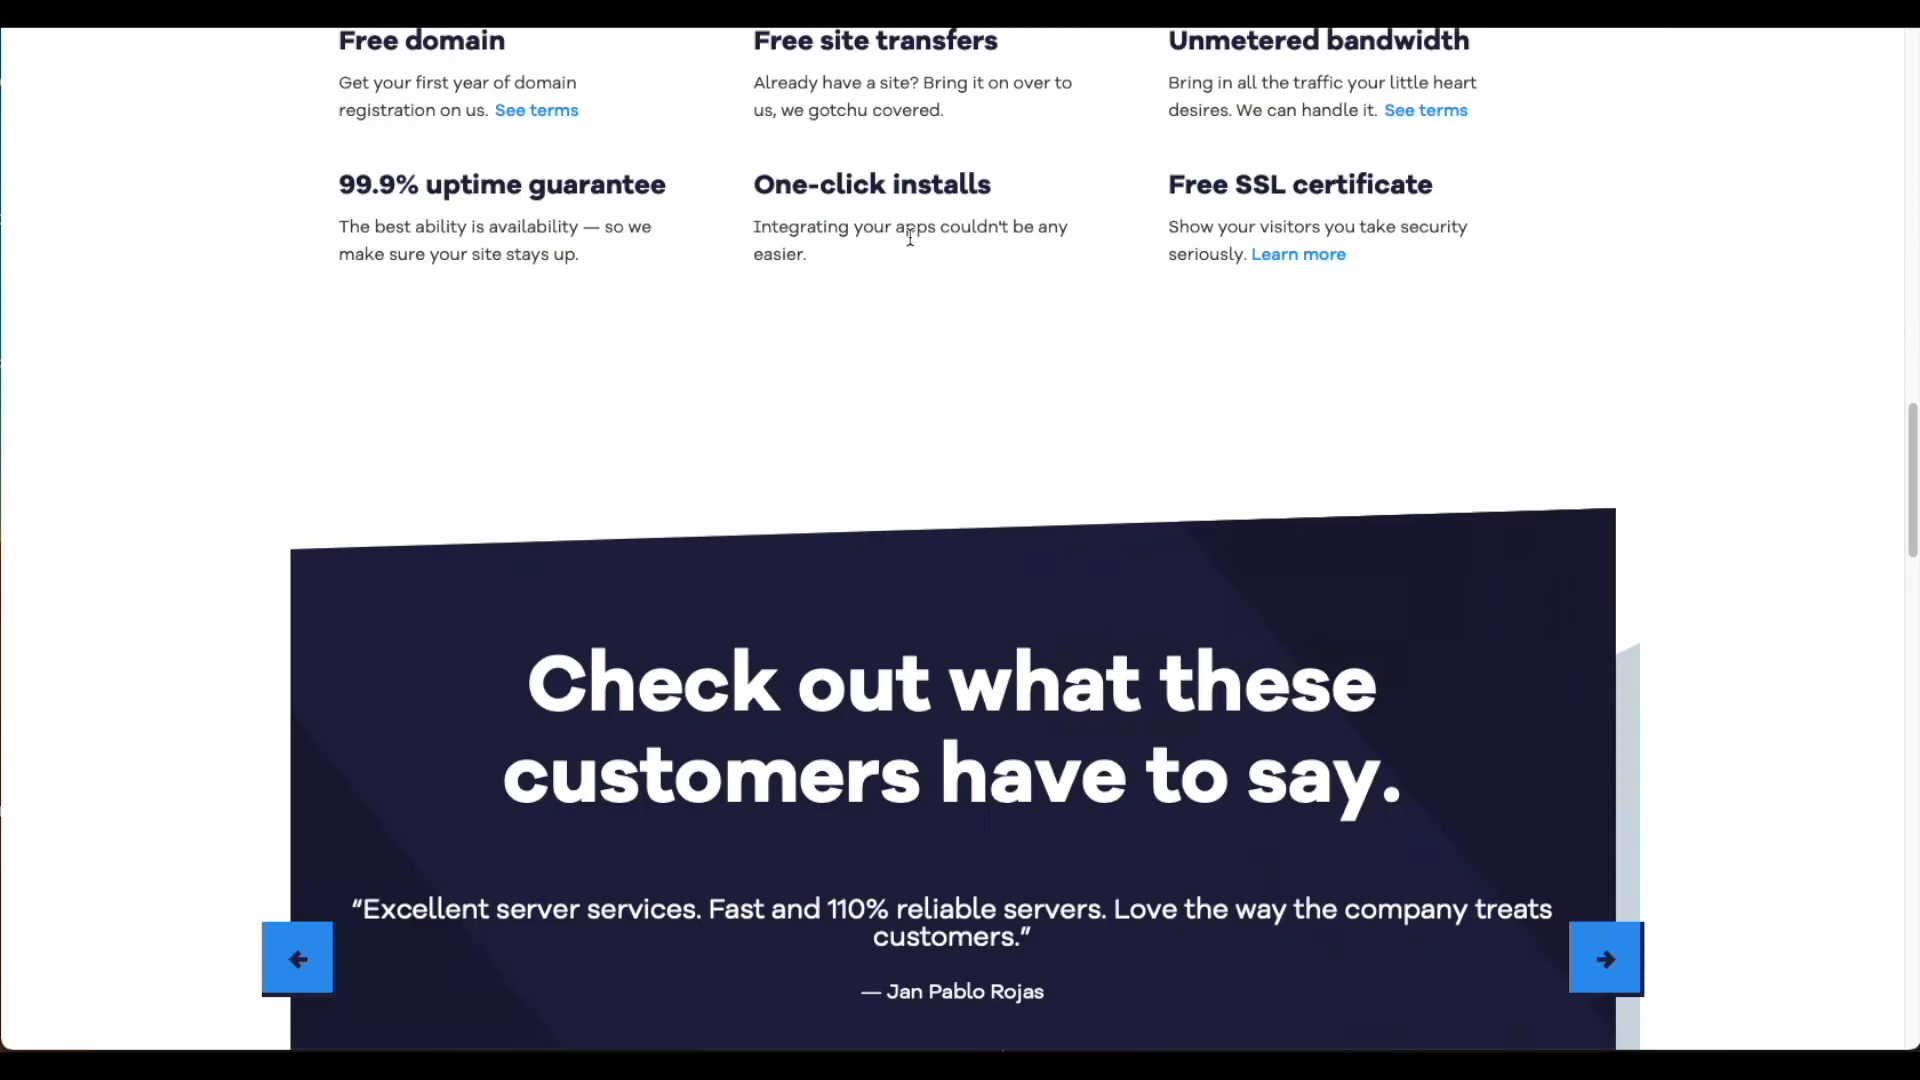 Free domain
Get your first year of domain
registration on us. See terms
Free site transfers
Already have a site? Bring it on over to
us, we gotchu covered.
Unmetered bandwidth
Bring in all the traffic your little heart
desires. We can handle it. See terms
99.9% uptime guarantee
The best ability is availability — so we
make sure your site stays up.
One-click installs
Integrating your apps couldn't be any
easier.
Free SSL certificate
Show your visitors you take security
seriously. Learn more
Check out what these
customers have to say.
“Excellent server services. Fast and 110% reliable servers. Love the way the company treats
customers.”
— Jan Pablo Rojas